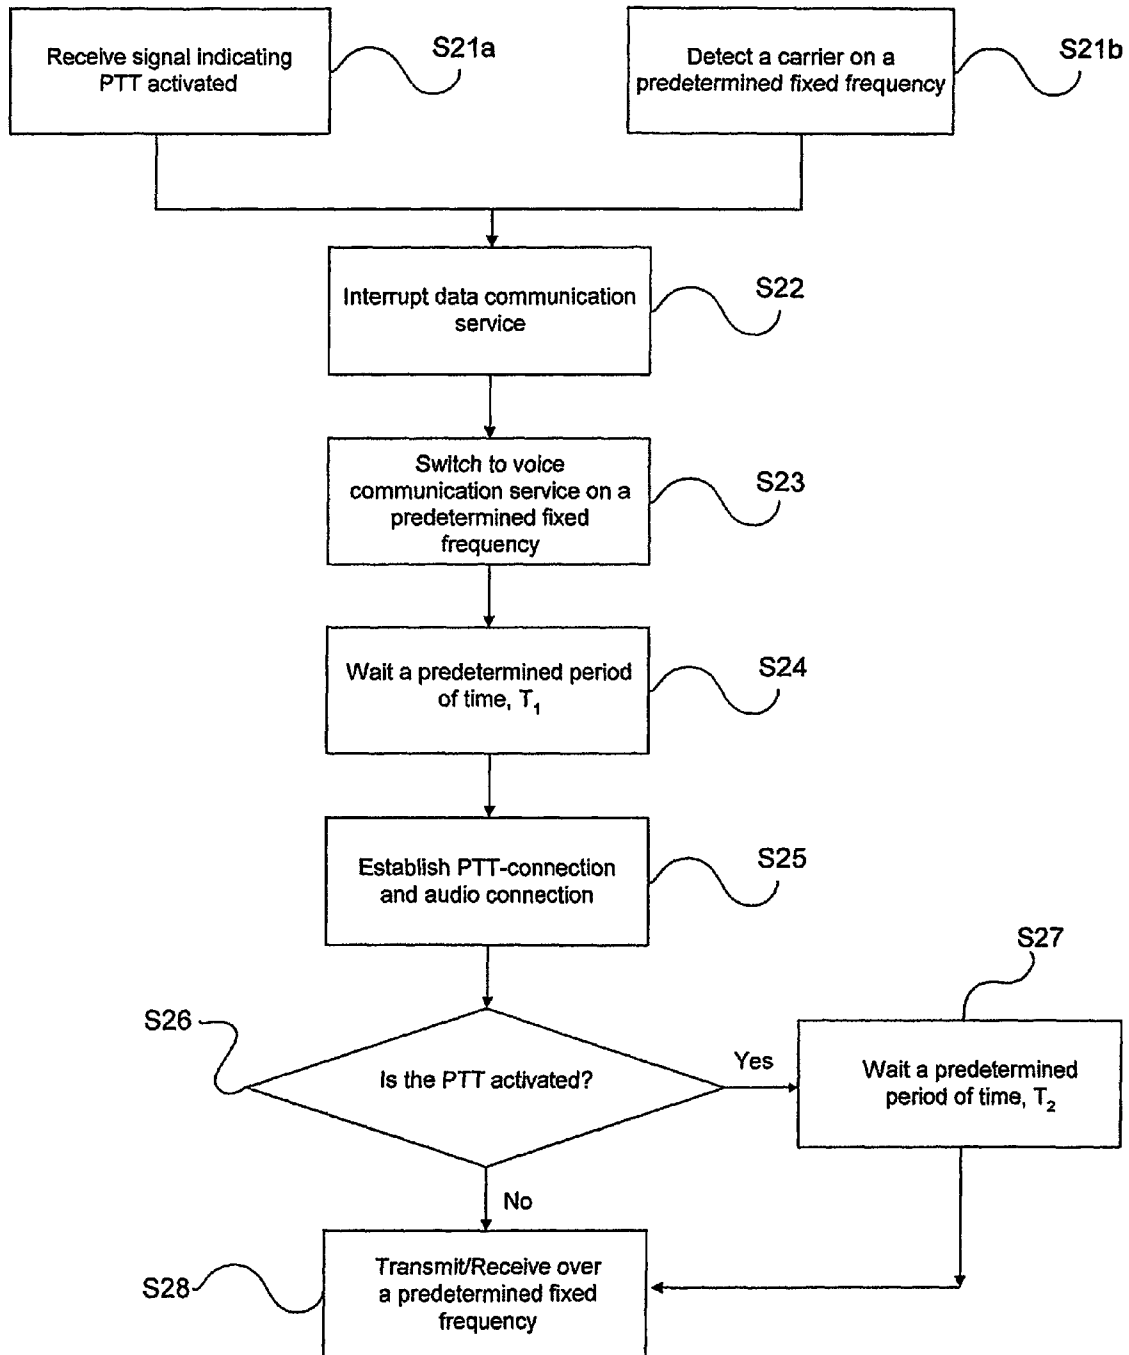 Receive signal indicating
PTT activated
S21a
Detect a carrier on a
predetermined fixed frequency
S21b
Interrupt data communication
service
S22
Switch to voice
communication service on a
predetermined fixed
frequency
S23
Wait a predetermined period
of time, T₁
S24
Establish PTT-connection
and audio connection
S25
S26
Is the PTT activated?
Yes
S27
Wait a predetermined
period of time, T₂
No
S28
Transmit/Receive over
a predetermined fixed
frequency